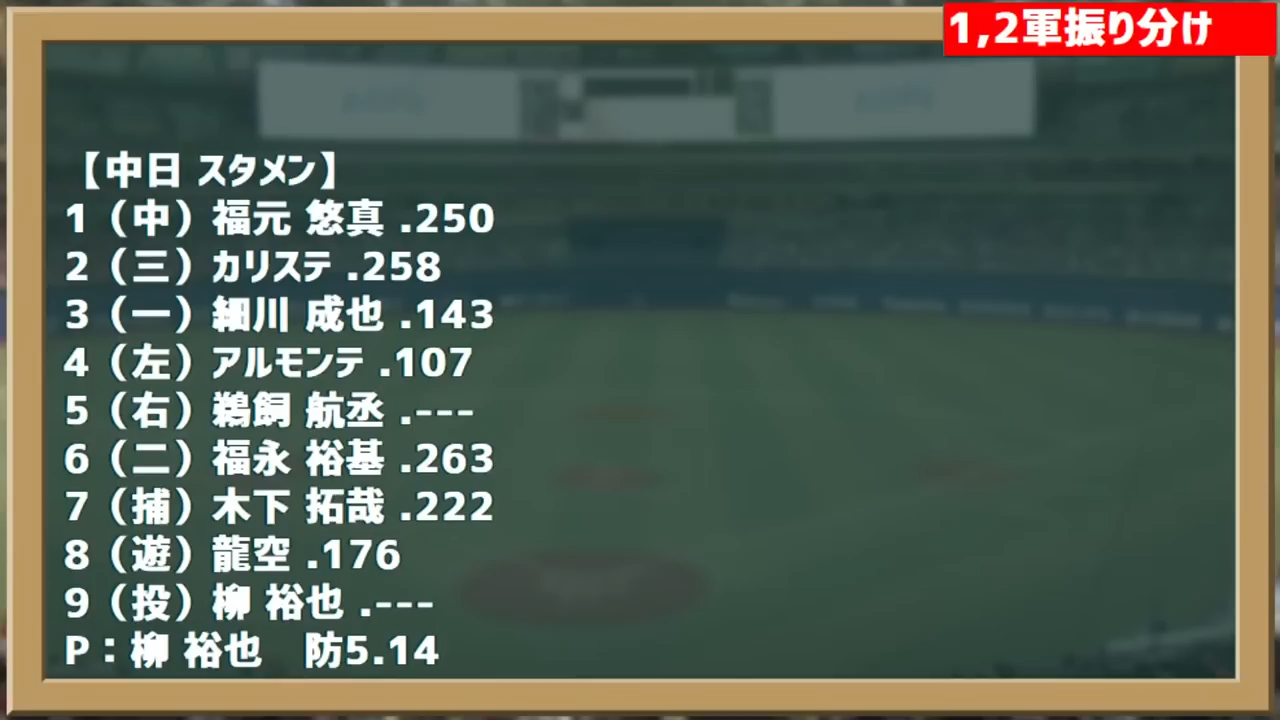 1,2軍振り分け
【中日 スタメン】
1（中）福元 悠真 .250
2（三）カリステ .258
3（一）細川 成也 .143
4（左）アルモンテ .107
5（右）鵜飼 航丞 .---
6（二）福永 裕基 .263
7（捕）木下 拓哉 .222
8（遊）龍空 .176
9（投）柳 裕也 .---
P：柳 裕也　防5.14